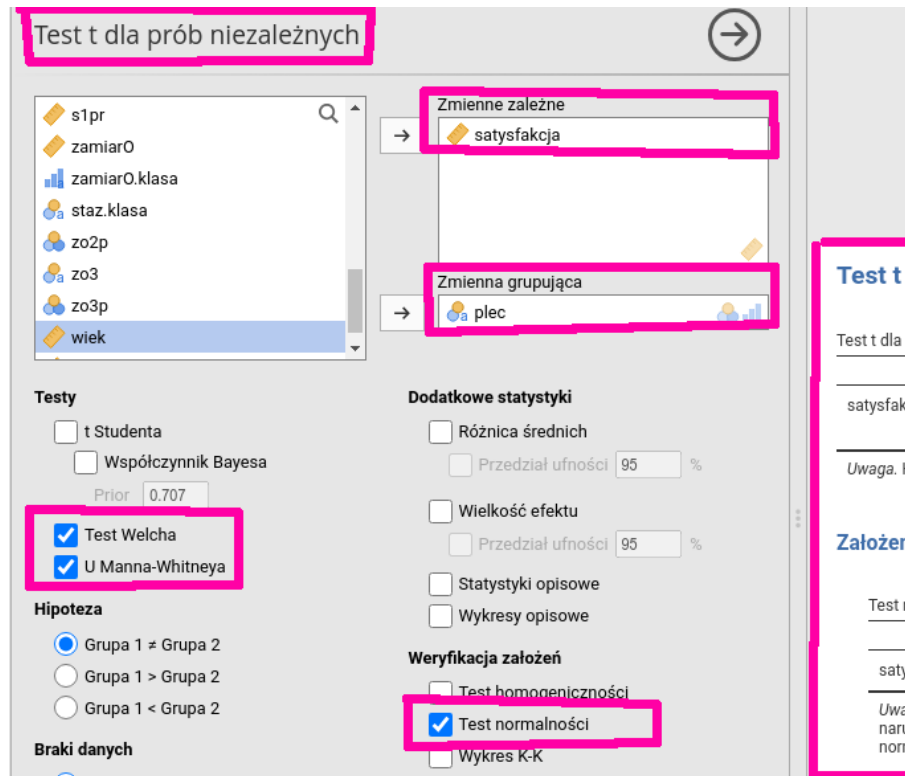 Test t dla prób niezależnych
s1pr
zamiarO
zamiarO.klasa
staz.klasa
zo2p
zo3
zo3p
wiek
Zmienne zależne
satysfakcja
Zmienna grupująca
plec
Testy
t Studenta
Współczynnik Bayesa
Prior 0.707
Test Welcha
U Manna-Whitneya
Hipoteza
Grupa 1 ≠ Grupa 2
Grupa 1 > Grupa 2
Grupa 1 < Grupa 2
Braki danych
Dodatkowe statystyki
Różnica średnich
Przedział ufności 95 %
Wielkość efektu
Przedział ufności 95 %
Statystyki opisowe
Wykresy opisowe
Weryfikacja założeń
Test homogeniczności
Test normalności
Wykres K-K
Test t
Test t dla
satysfak
Uwaga.
Założen
Test
saty
Uwa
naru
norm